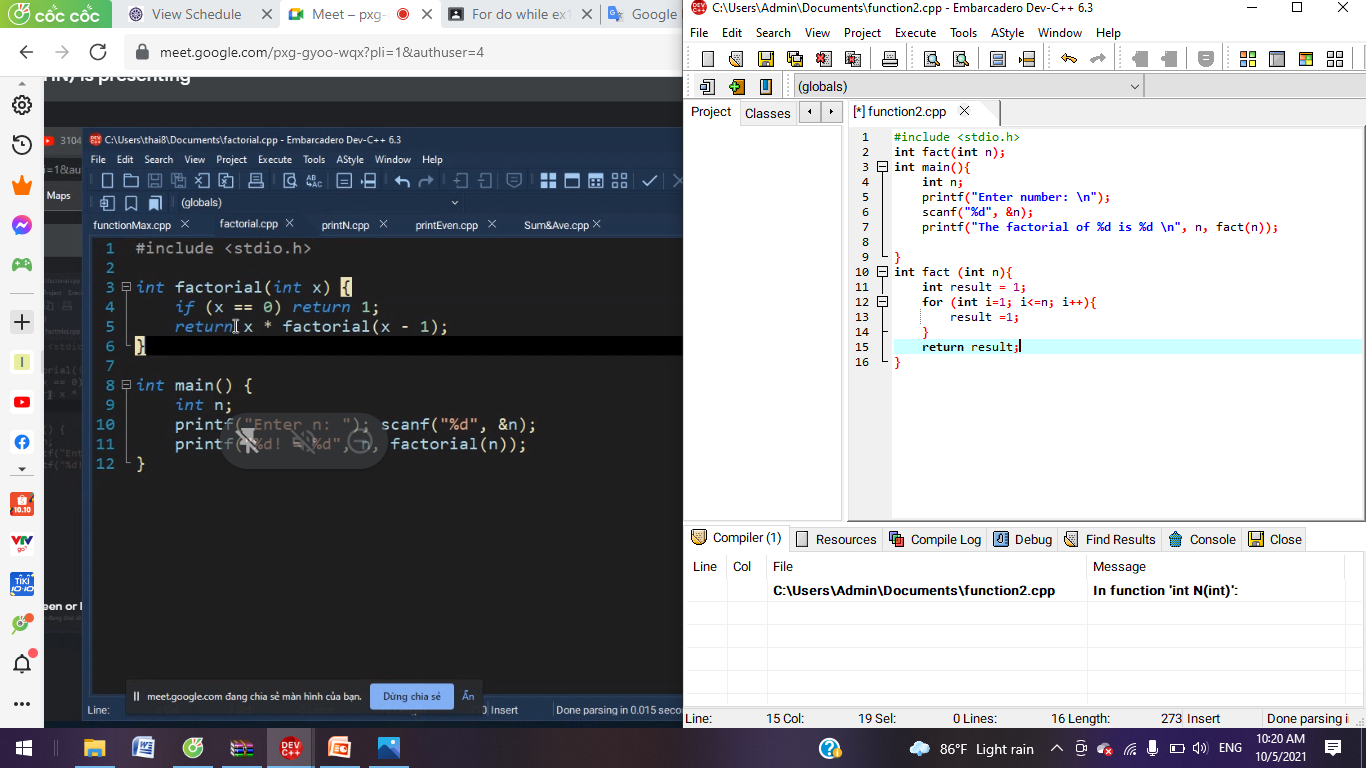 cốc cốc
View Schedule
Meet – pxg-
For do while ex1
Google
meet.google.com/pxg-gyoo-wqx?pli=1&authuser=4
is presenting
3104
Maps
C:\Users\thai8\Documents\factorial.cpp - Embarcadero Dev-C++ 6.3
File Edit Search View Project Execute Tools AStyle Window Help
(globals)
functionMax.cpp factorial.cpp printN.cpp printEven.cpp Sum&Ave.cpp
1 #include <stdio.h>
2
3 int factorial(int x) {
4 if (x == 0) return 1;
5 return x * factorial(x - 1);
6 }
7
8 int main() {
9 int n;
10 printf("Enter n: "); scanf("%d", &n);
11 printf("%d! = %d", n, factorial(n));
12 }
meet.google.com đang chia sẻ màn hình của bạn. Dừng chia sẻ Ẩn
Line: 0 Insert Done parsing in 0.015 seco
10.10
VTV
go
TIKI
10·10
C:\Users\Admin\Documents\function2.cpp - Embarcadero Dev-C++ 6.3
File Edit Search View Project Execute Tools AStyle Window Help
(globals)
Project Classes [*] function2.cpp
1 #include <stdio.h>
2 int fact(int n);
3 int main(){
4 int n;
5 printf("Enter number: \n");
6 scanf("%d", &n);
7 printf("The factorial of %d is %d \n", n, fact(n));
8
9 }
10 int fact (int n){
11 int result = 1;
12 for (int i=1; i<=n; i++){
13 result =1;
14 }
15 return result;
16 }
Compiler (1) Resources Compile Log Debug Find Results Console Close
Line Col File Message
C:\Users\Admin\Documents\function2.cpp In function 'int N(int)':
Line: 15 Col: 19 Sel: 0 Lines: 16 Length: 273 Insert Done parsing i
86°F Light rain ENG 10:20 AM
10/5/2021